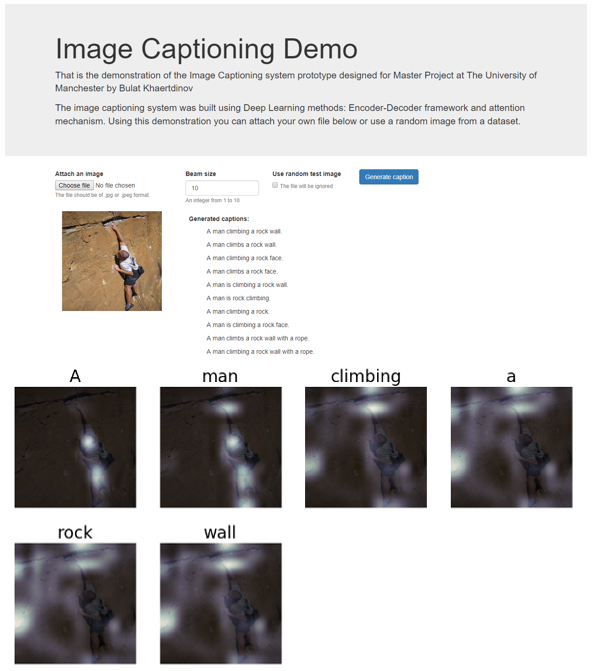 Image Captioning Demo
That is the demonstration of the Image Captioning system prototype designed for Master Project at The University of
Manchester by Bulat Khaertdinov
The image captioning system was built using Deep Learning methods: Encoder-Decoder framework and attention
mechanism. Using this demonstration you can attach your own file below or use a random image from a dataset.
Attach an image
Choose file No file chosen
The file should be of .jpg or .jpeg format.
Beam size
10
An integer from 1 to 10
Use random test image
The file will be ignored
Generate caption
Generated captions:
A man climbing a rock wall.
A man climbs a rock wall.
A man climbing a rock face.
A man climbs a rock face.
A man is climbing a rock wall.
A man is rock climbing.
A man climbing a rock.
A man is climbing a rock face.
A man climbs a rock wall with a rope.
A man climbing a rock wall with a rope.
A man climbing a
rock wall